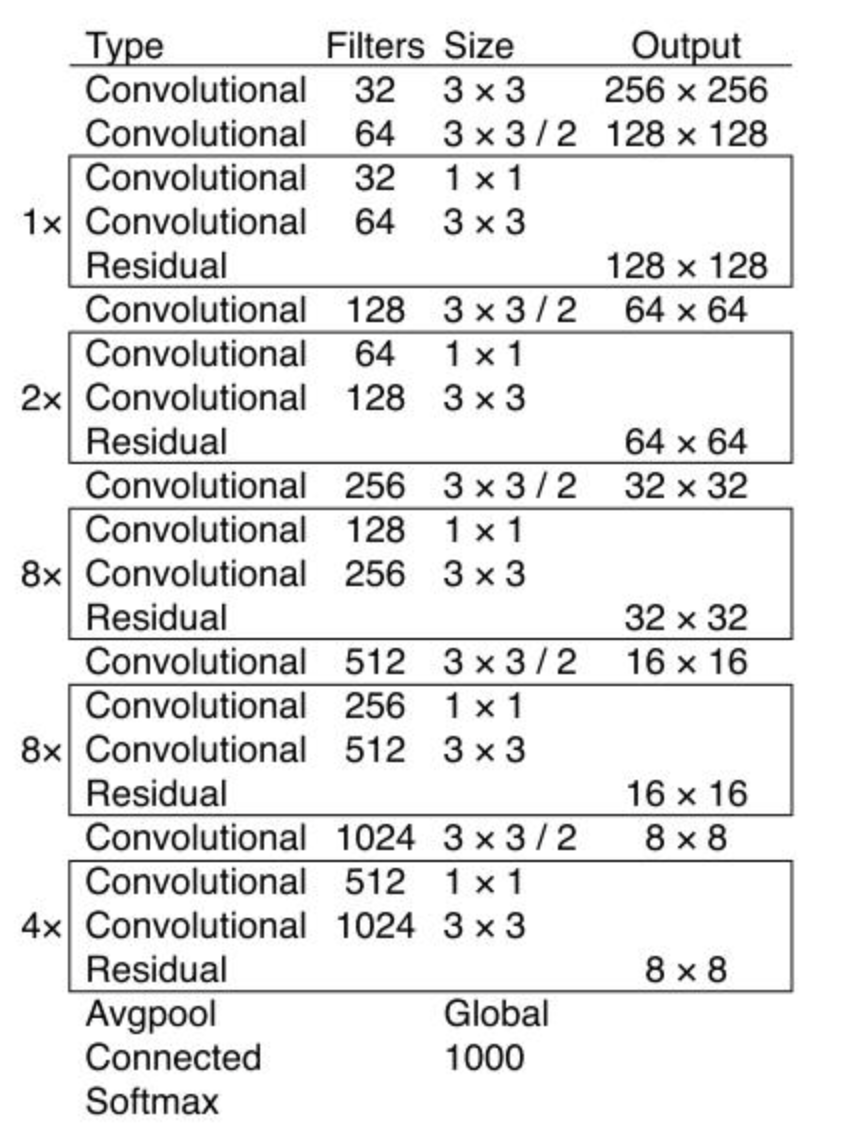 Type Filters Size Output
Convolutional 32 3 × 3 256 × 256
Convolutional 64 3 × 3 / 2 128 × 128
Convolutional 32 1 × 1
1× Convolutional 64 3 × 3
Residual 128 × 128
Convolutional 128 3 × 3 / 2 64 × 64
Convolutional 64 1 × 1
2× Convolutional 128 3 × 3
Residual 64 × 64
Convolutional 256 3 × 3 / 2 32 × 32
Convolutional 128 1 × 1
8× Convolutional 256 3 × 3
Residual 32 × 32
Convolutional 512 3 × 3 / 2 16 × 16
Convolutional 256 1 × 1
8× Convolutional 512 3 × 3
Residual 16 × 16
Convolutional 1024 3 × 3 / 2 8 × 8
Convolutional 512 1 × 1
4× Convolutional 1024 3 × 3
Residual 8 × 8
Avgpool Global
Connected 1000
Softmax